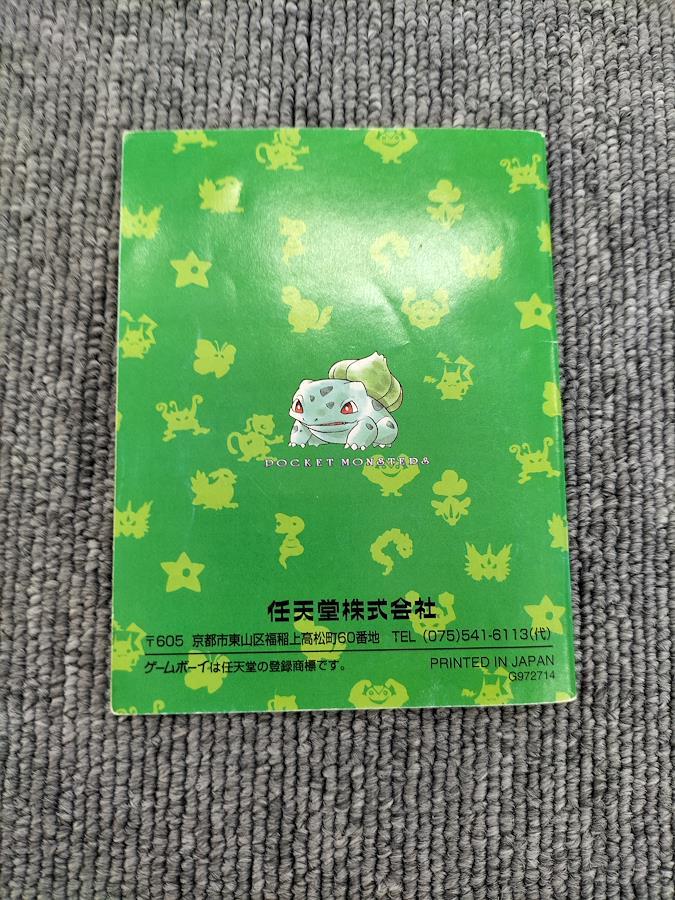 POCKET MONSTERS
任天堂株式会社
〒605 京都市東山区福稲上高松町60番地 TEL (075)541-6113(代)
ゲームボーイは任天堂の登録商標です。
PRINTED IN JAPAN
G972714